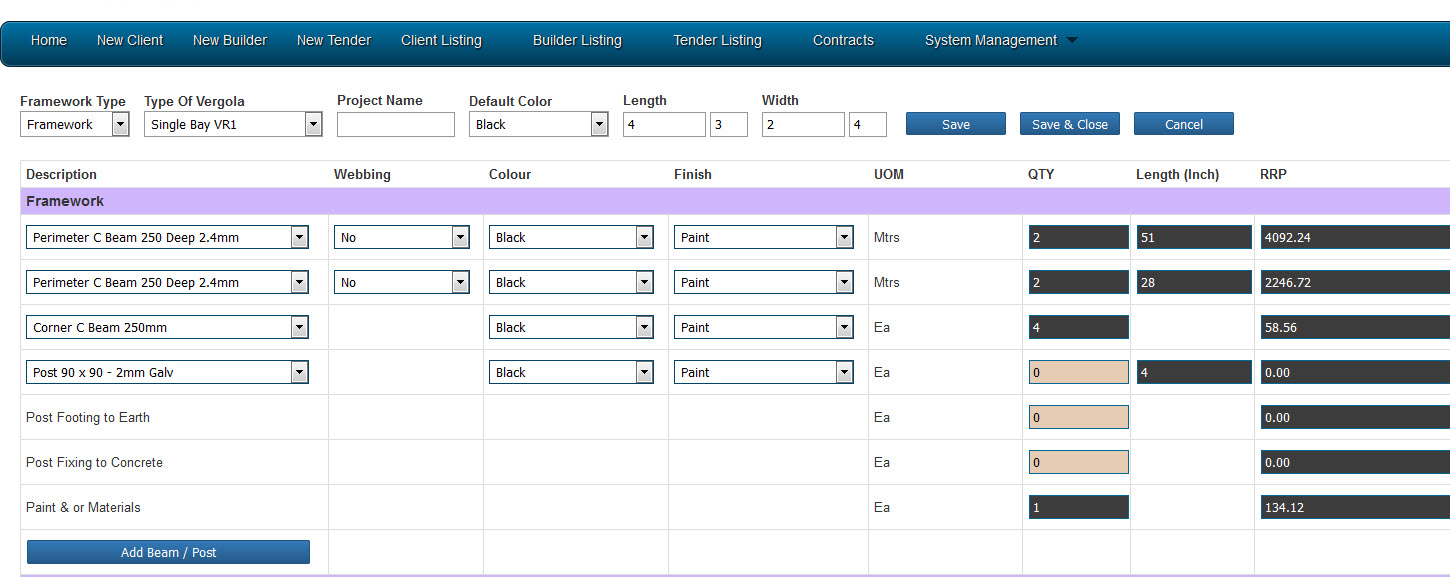 Home New Client New Builder New Tender Client Listing Builder Listing Tender Listing Contracts System Management
Framework Type Type Of Vergola Project Name Default Color Length Width
Framework Single Bay VR1 Black 4 3 2 4 Save Save & Close Cancel
Description Webbing Colour Finish UOM QTY Length (Inch) RRP
Framework
Perimeter C Beam 250 Deep 2.4mm No Black Paint Mtrs 2 51 4092.24
Perimeter C Beam 250 Deep 2.4mm No Black Paint Mtrs 2 28 2246.72
Corner C Beam 250mm Black Paint Ea 4 58.56
Post 90 x 90 - 2mm Galv Black Paint Ea 0 4 0.00
Post Footing to Earth Ea 0 0.00
Post Fixing to Concrete Ea 0 0.00
Paint & or Materials Ea 1 134.12
Add Beam / Post